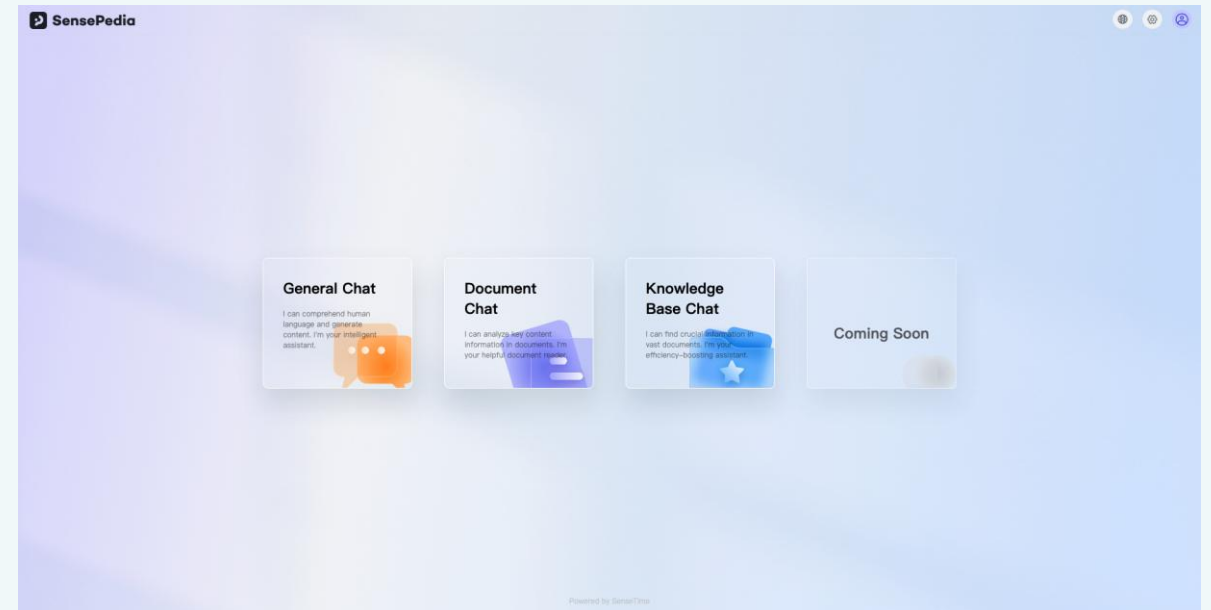 SensePedia
General Chat
I can comprehend human
language and generate
content. I'm your intelligent
assistant.
Document
Chat
I can analyze key content
information in documents. I'm
your helpful document reader.
Knowledge
Base Chat
I can find crucial information in
vast documents. I'm your
efficiency-boosting assistant.
Coming Soon
Powered by SenseTime